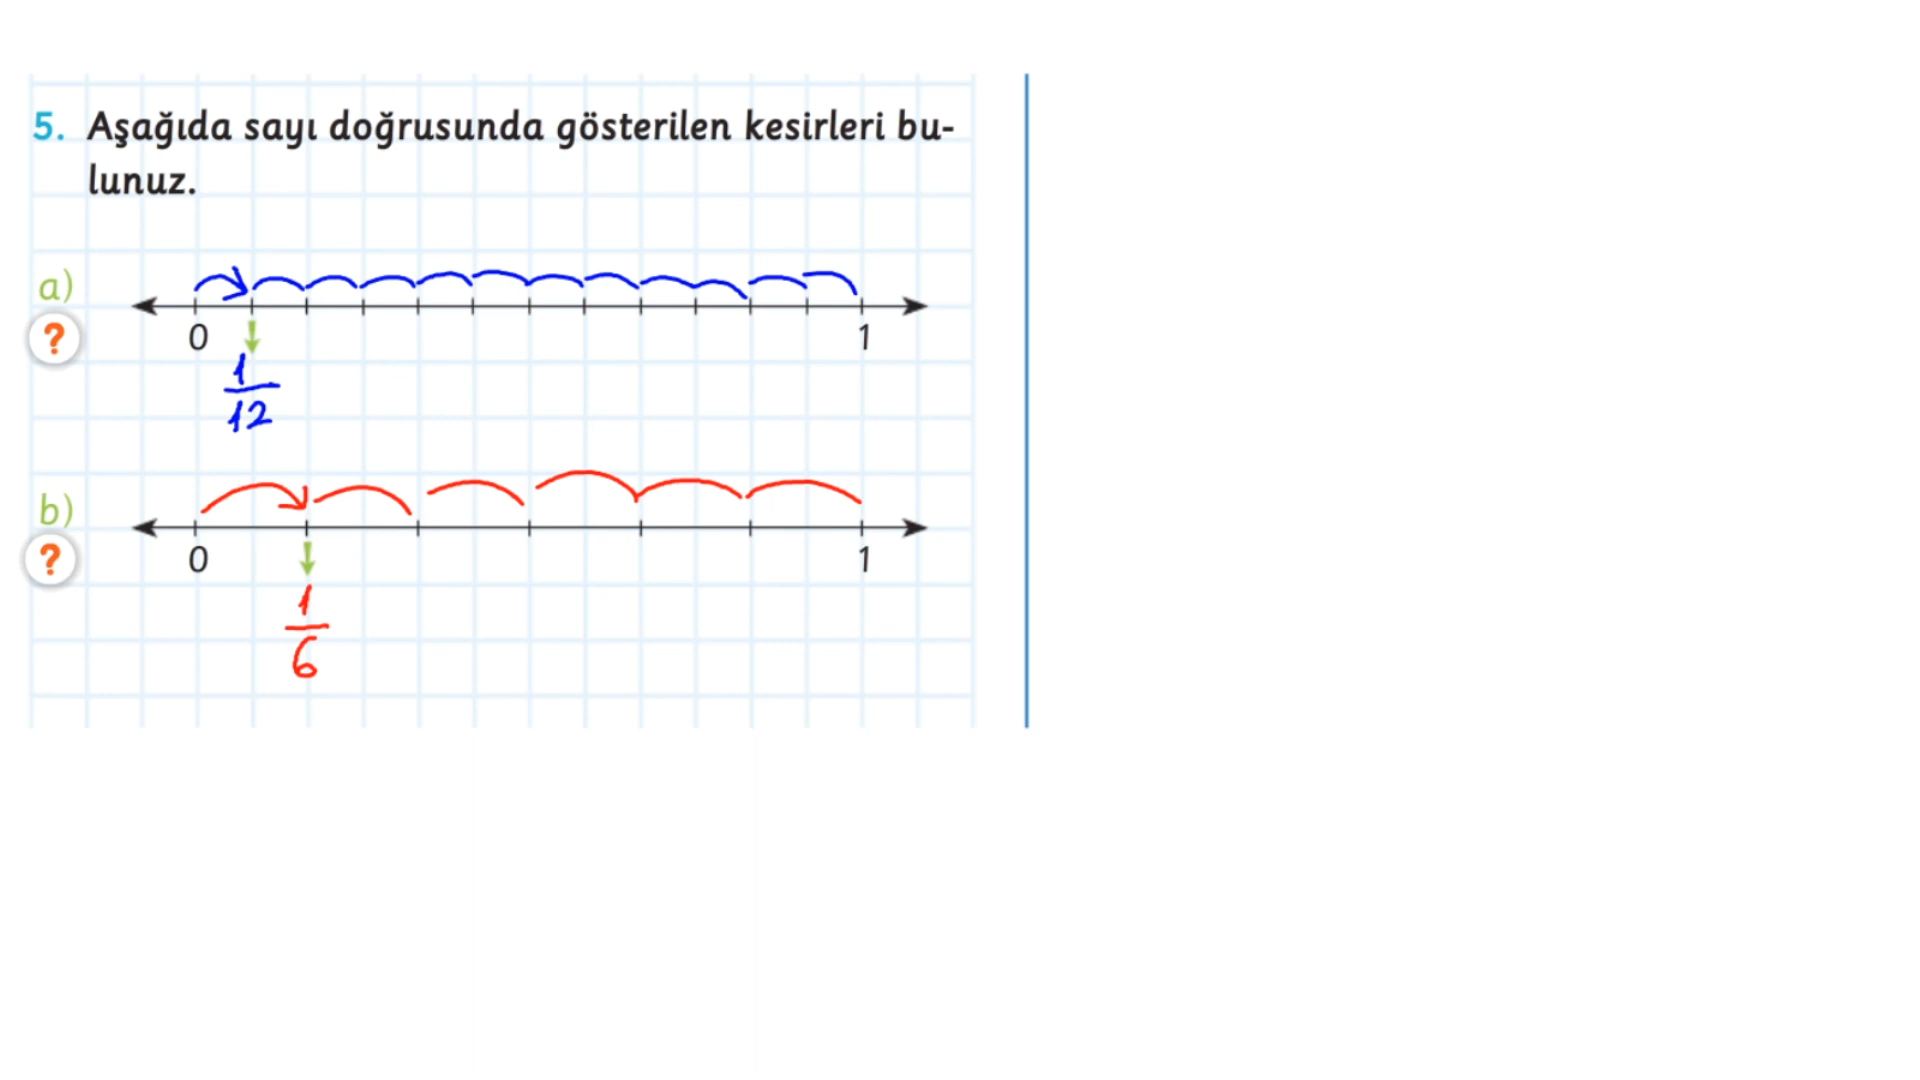 5. Aşağıda sayı doğrusunda gösterilen kesirleri bu-
lunuz.
a)
?
0 1
1
12
b)
?
0 1
1
6